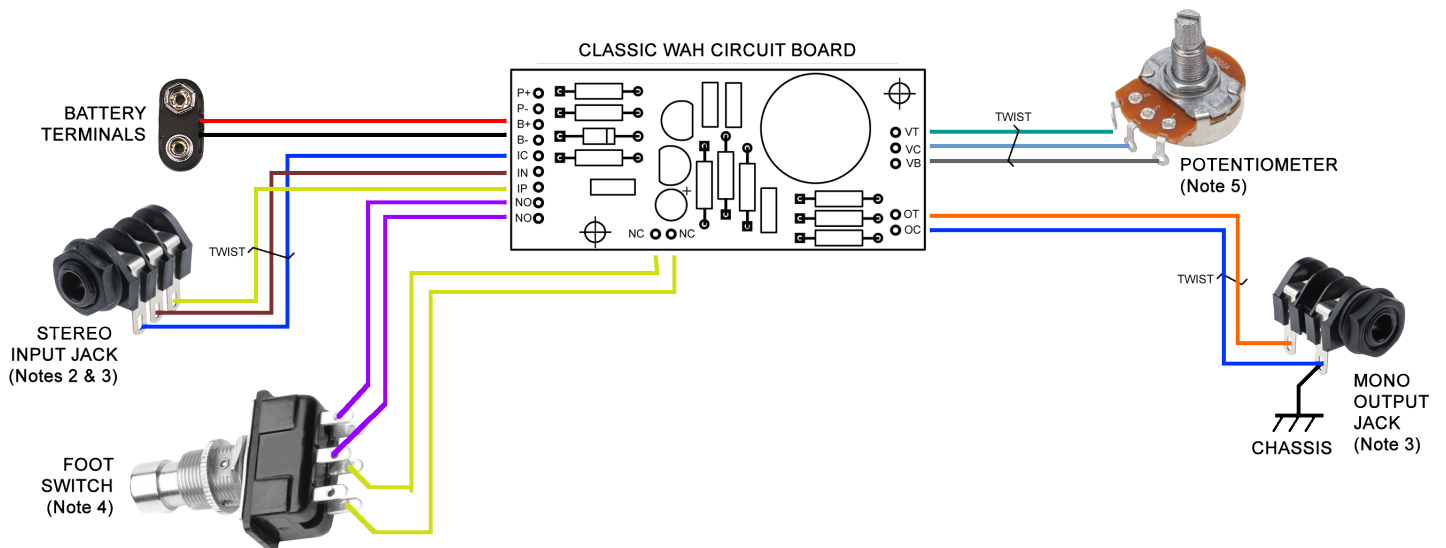 CLASSIC WAH CIRCUIT BOARD
BATTERY
TERMINALS
P+
P-
B+
B-
IC
IN
IP
NO
NO
NC
NC
+
VT
VC
VB
OT
OC
TWIST
POTENTIOMETER
(Note 5)
TWIST
STEREO
INPUT JACK
(Notes 2 & 3)
TWIST
MONO
OUTPUT
JACK
(Note 3)
CHASSIS
FOOT
SWITCH
(Note 4)